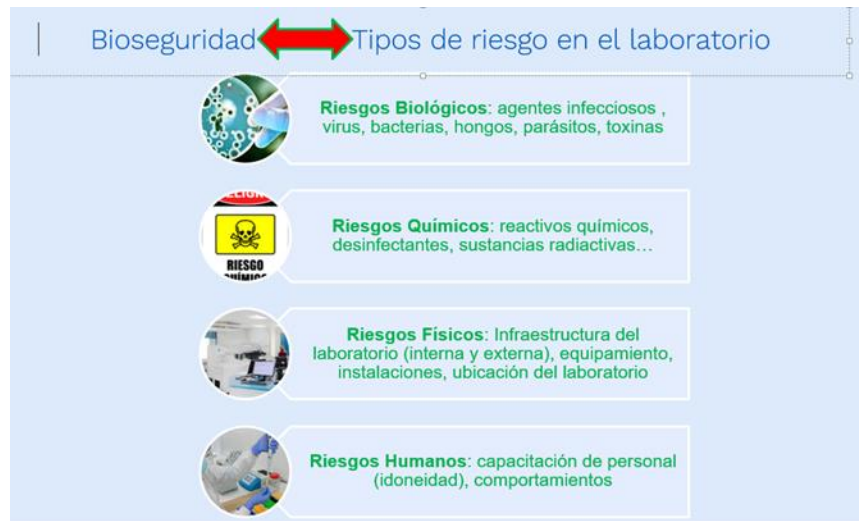 Bioseguridad Tipos de riesgo en el laboratorio
Riesgos Biológicos: agentes infecciosos ,
virus, bacterias, hongos, parásitos, toxinas
RIESGO
Riesgos Químicos: reactivos químicos,
desinfectantes, sustancias radiactivas…
Riesgos Físicos: Infraestructura del
laboratorio (interna y externa), equipamiento,
instalaciones, ubicación del laboratorio
Riesgos Humanos: capacitación de personal
(idoneidad), comportamientos